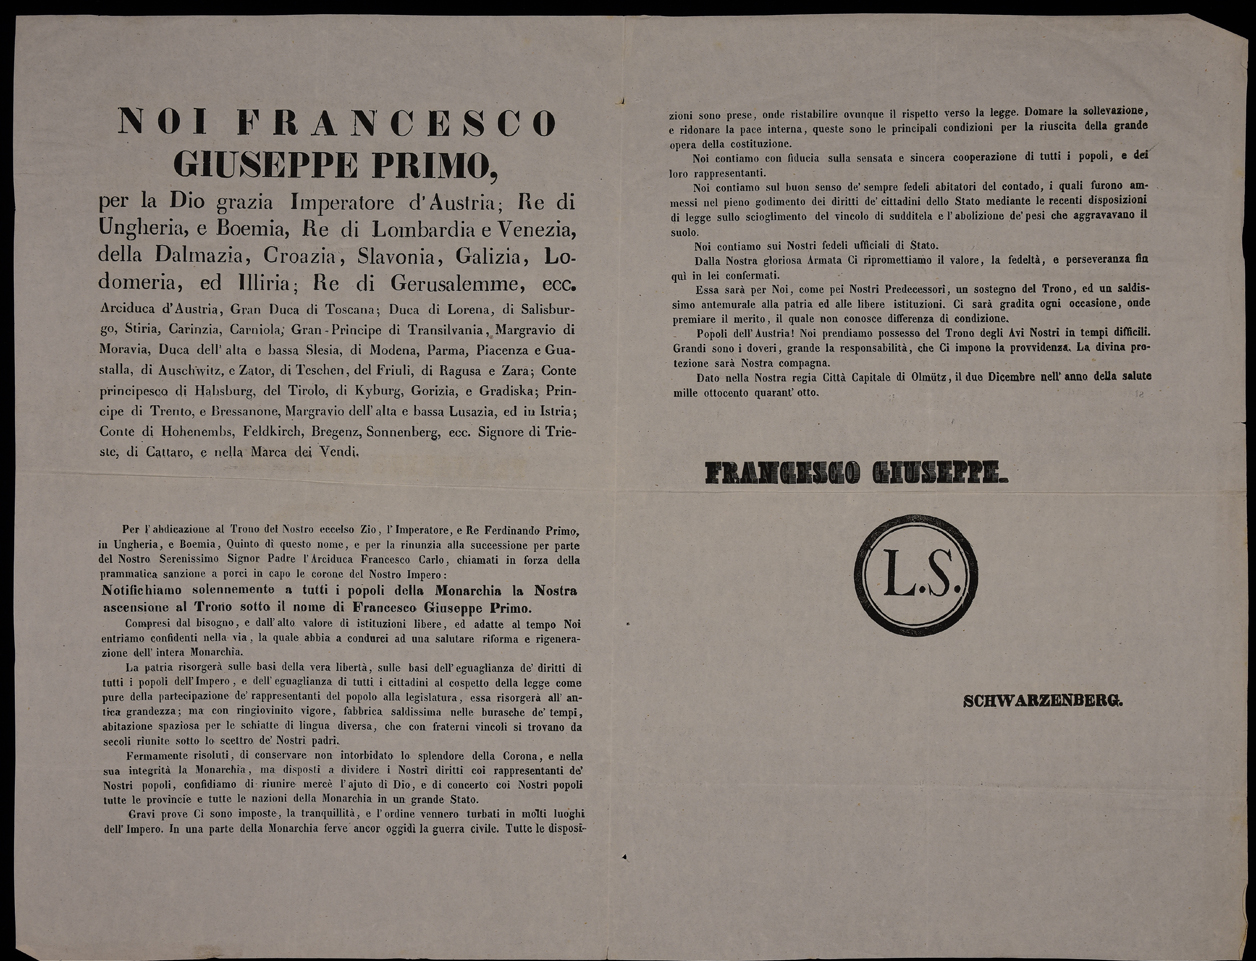 NOI FRANCESCO
GIUSEPPE PRIMO,
per la Dio grazia Imperatore d'Austria; Re di
Ungheria, e Boemia, Re di Lombardia e Venezia,
della Dalmazia, Croazia, Slavonia, Galizia, Lo-
domeria, ed Illiria; Re di Gerusalemme, ecc.
Arciduca d'Austria, Gran Duca di Toscana; Duca di Lorena, di Salisbur-
go, Stiria, Carinzia, Carniola; Gran-Principe di Transilvania, Margravio di
Moravia, Duca dell'alta e bassa Slesia, di Modena, Parma, Piacenza e Gua-
stalla, di Auschwitz, e Zator, di Teschen, del Friuli, di Ragusa e Zara; Conte
principesco di Habsburg, del Tirolo, di Kyburg, Gorizia, e Gradiska; Prin-
cipe di Trento, e Bressanone, Margravio dell'alta e bassa Lusazia, ed in Istria;
Conte di Hohenembs, Feldkirch, Bregenz, Sonnenberg, ecc. Signore di Trie-
ste, di Cattaro, e nella Marca dei Vendi.
Per l'abdicazione al Trono del Nostro eccelso Zio, l'Imperatore, e Re Ferdinando Primo,
in Ungheria, e Boemia, Quinto di questo nome, e per la rinunzia alla successione per parte
del Nostro Serenissimo Signor Padre l'Arciduca Francesco Carlo, chiamati in forza della
prammatica sanzione a porci in capo le corone del Nostro Impero:
Notifichiamo solennemente a tutti i popoli della Monarchia la Nostra
ascensione al Trono sotto il nome di Francesco Giuseppe Primo.
Compresi dal bisogno, e dall'alto valore di istituzioni libere, ed adatte al tempo Noi
entriamo confidenti nella via, la quale abbia a condurci ad una salutare riforma e rigenera-
zione dell'intera Monarchia.
La patria risorgerà sulle basi della vera libertà, sulle basi dell'eguaglianza de'diritti di
tutti i popoli dell'Impero, e dell'eguaglianza di tutti i cittadini al cospetto della legge come
pure della partecipazione de'rappresentanti del popolo alla legislatura, essa risorgerà all'an-
tica grandezza; ma con ringiovinito vigore, fabbrica saldissima nelle burasche de'tempi,
abitazione spaziosa per le schiatte di lingua diversa, che con fraterni vincoli si trovano da
secoli riunite sotto lo scettro de'Nostri padri.
Fermamente risoluti, di conservare non intorbidato lo splendore della Corona, e nella
sua integrità la Monarchia, ma disposti a dividere i Nostri diritti coi rappresentanti de'
Nostri popoli, confidiamo di riunire mercè l'ajuto di Dio, e di concerto coi Nostri popoli
tutte le provincie e tutte le nazioni della Monarchia in un grande Stato.
Gravi prove Ci sono imposte, la tranquillità, e l'ordine vennero turbati in molti luoghi
dell'Impero. In una parte della Monarchia ferve ancor oggidì la guerra civile. Tutte le disposi-
zioni sono prese, onde ristabilire ovunque il rispetto verso la legge. Domare la sollevazione,
e ridonare la pace interna, queste sono le principali condizioni per la riuscita della grande
opera della costituzione.
Noi contiamo con fiducia sulla sensata e sincera cooperazione di tutti i popoli, e dei
loro rappresentanti.
Noi contiamo sul buon senso de'sempre fedeli abitatori del contado, i quali furono am-
messi nel pieno godimento dei diritti de'cittadini dello Stato mediante le recenti disposizioni
di legge sullo scioglimento del vincolo di sudditela e l'abolizione de'pesi che aggravavano il
suolo.
Noi contiamo sui Nostri fedeli ufficiali di Stato.
Dalla Nostra gloriosa Armata Ci ripromettiamo il valore, la fedeltà, e perseveranza fin
quì in lei confermati.
Essa sarà per Noi, come pei Nostri Predecessori, un sostegno del Trono, ed un saldis-
simo antemurale alla patria ed alle libere istituzioni. Ci sarà gradita ogni occasione, onde
premiare il merito, il quale non conosce differenza di condizione.
Popoli dell'Austria! Noi prendiamo possesso del Trono degli Avi Nostri in tempi difficili.
Grandi sono i doveri, grande la responsabilità, che Ci impone la provvidenza. La divina pro-
tezione sarà Nostra compagna.
Dato nella Nostra regia Città Capitale di Olmütz, il due Dicembre nell'anno della salute
mille ottocento quarant'otto.
FRANCESCO GIUSEPPE.
L.S.
SCHWARZENBERG.